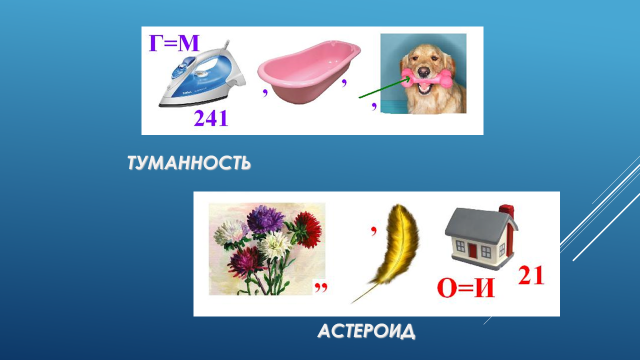 Г=М
, , ,
241
ТУМАННОСТЬ
,, ,
О=И 21
АСТЕРОИД